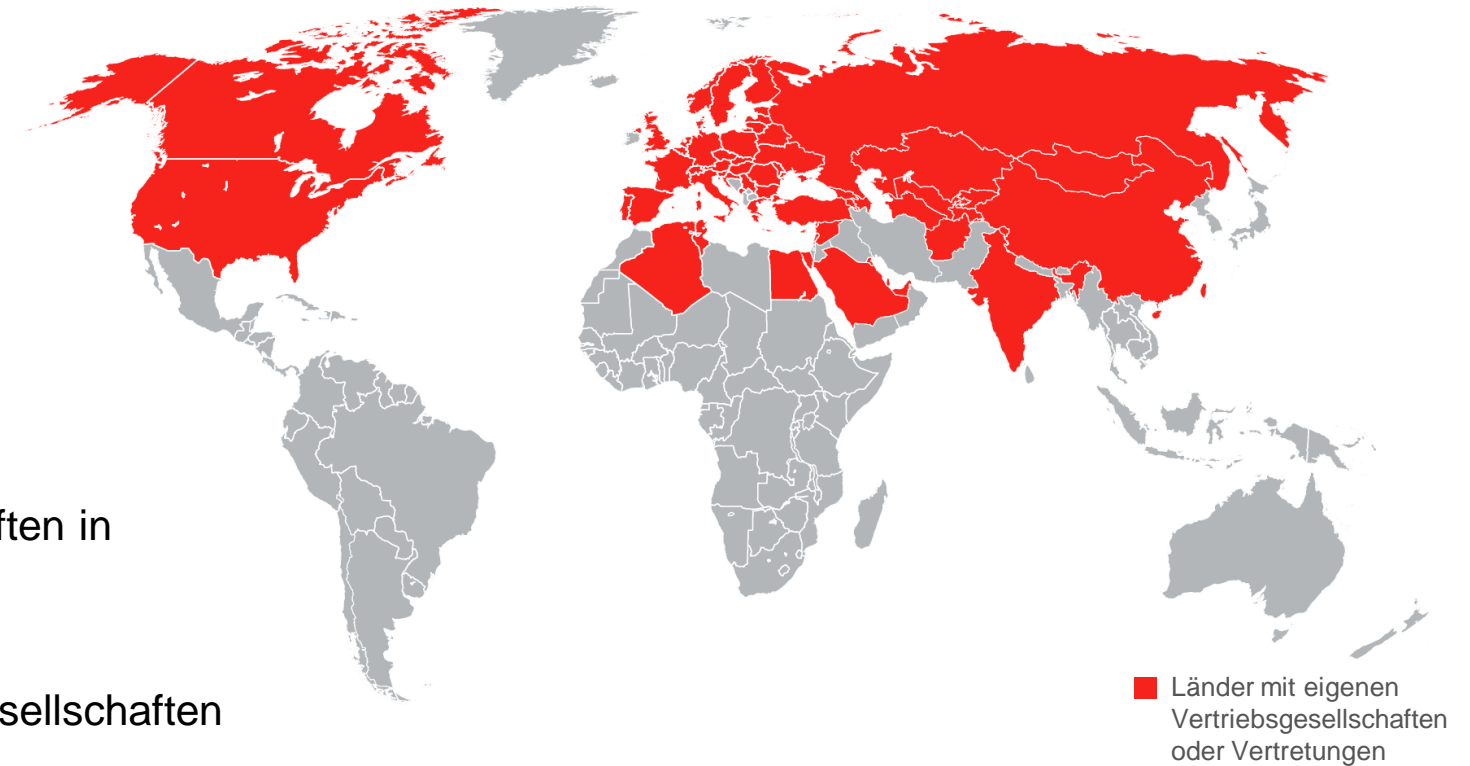 ften in
sellschaften
Länder mit eigenen
Vertriebsgesellschaften
oder Vertretungen